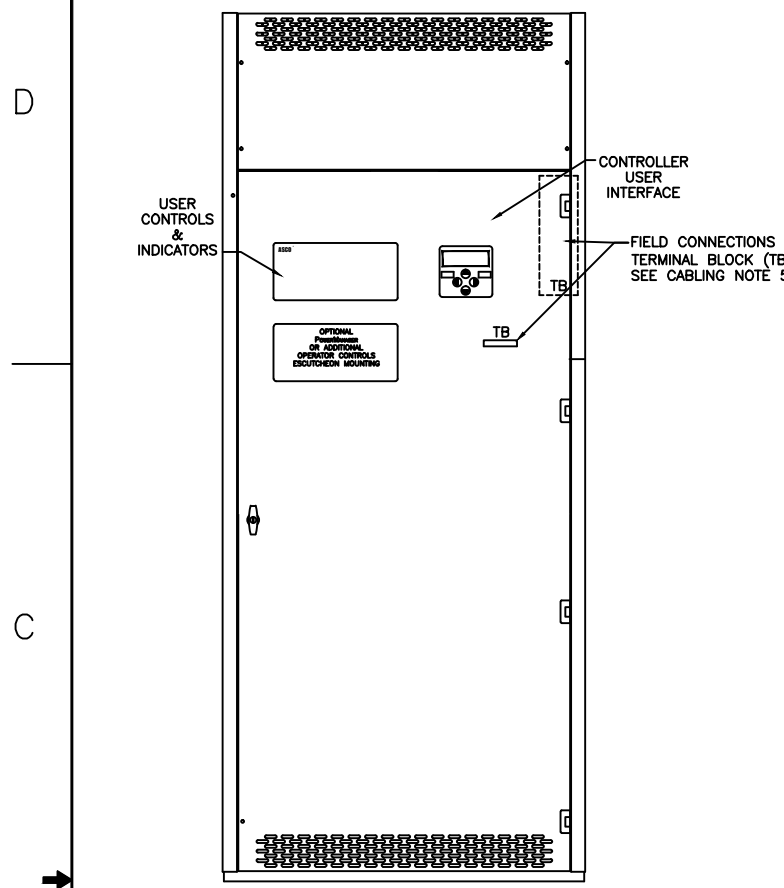 D
CONTROLLER
USER
INTERFACE
USER
CONTROLS
&
INDICATORS
ASCO
FIELD CONNECTIONS
TERMINAL BLOCK (TB
SEE CABLING NOTE 5
TB
TB
OPTIONAL
PowerManager
OR ADDITIONAL
OPERATOR CONTROLS
ESCUTCHEON MOUNTING
C